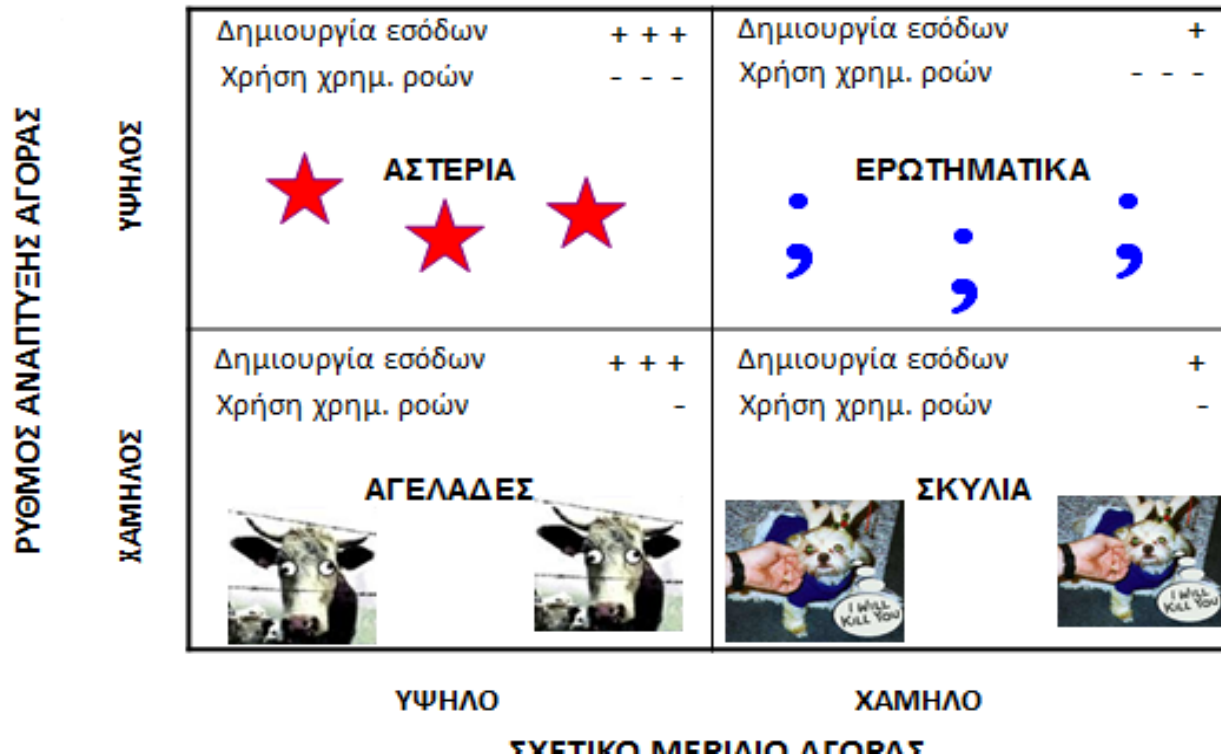 Δημιουργία εσόδων + + +
Χρήση χρημ. ροών - - -
ΑΣΤΕΡΙΑ
Δημιουργία εσόδων +
Χρήση χρημ. ροών - - -
ΕΡΩΤΗΜΑΤΙΚΑ
; ; ;
Δημιουργία εσόδων + + +
Χρήση χρημ. ροών -
ΑΓΕΛΑΔΕΣ
Δημιουργία εσόδων +
Χρήση χρημ. ροών -
ΣΚΥΛΙΑ
I WILL
KILL YOU
I WILL
KILL YOU
ΡΥΘΜΟΣ ΑΝΑΠΤΥΞΗΣ ΑΓΟΡΑΣ
ΥΨΗΛΟΣ
ΧΑΜΗΛΟΣ
ΥΨΗΛΟ
ΧΑΜΗΛΟ
ΣΧΕΤΙΚΟ ΜΕΡΙΔΙΟ ΑΓΟΡΑΣ